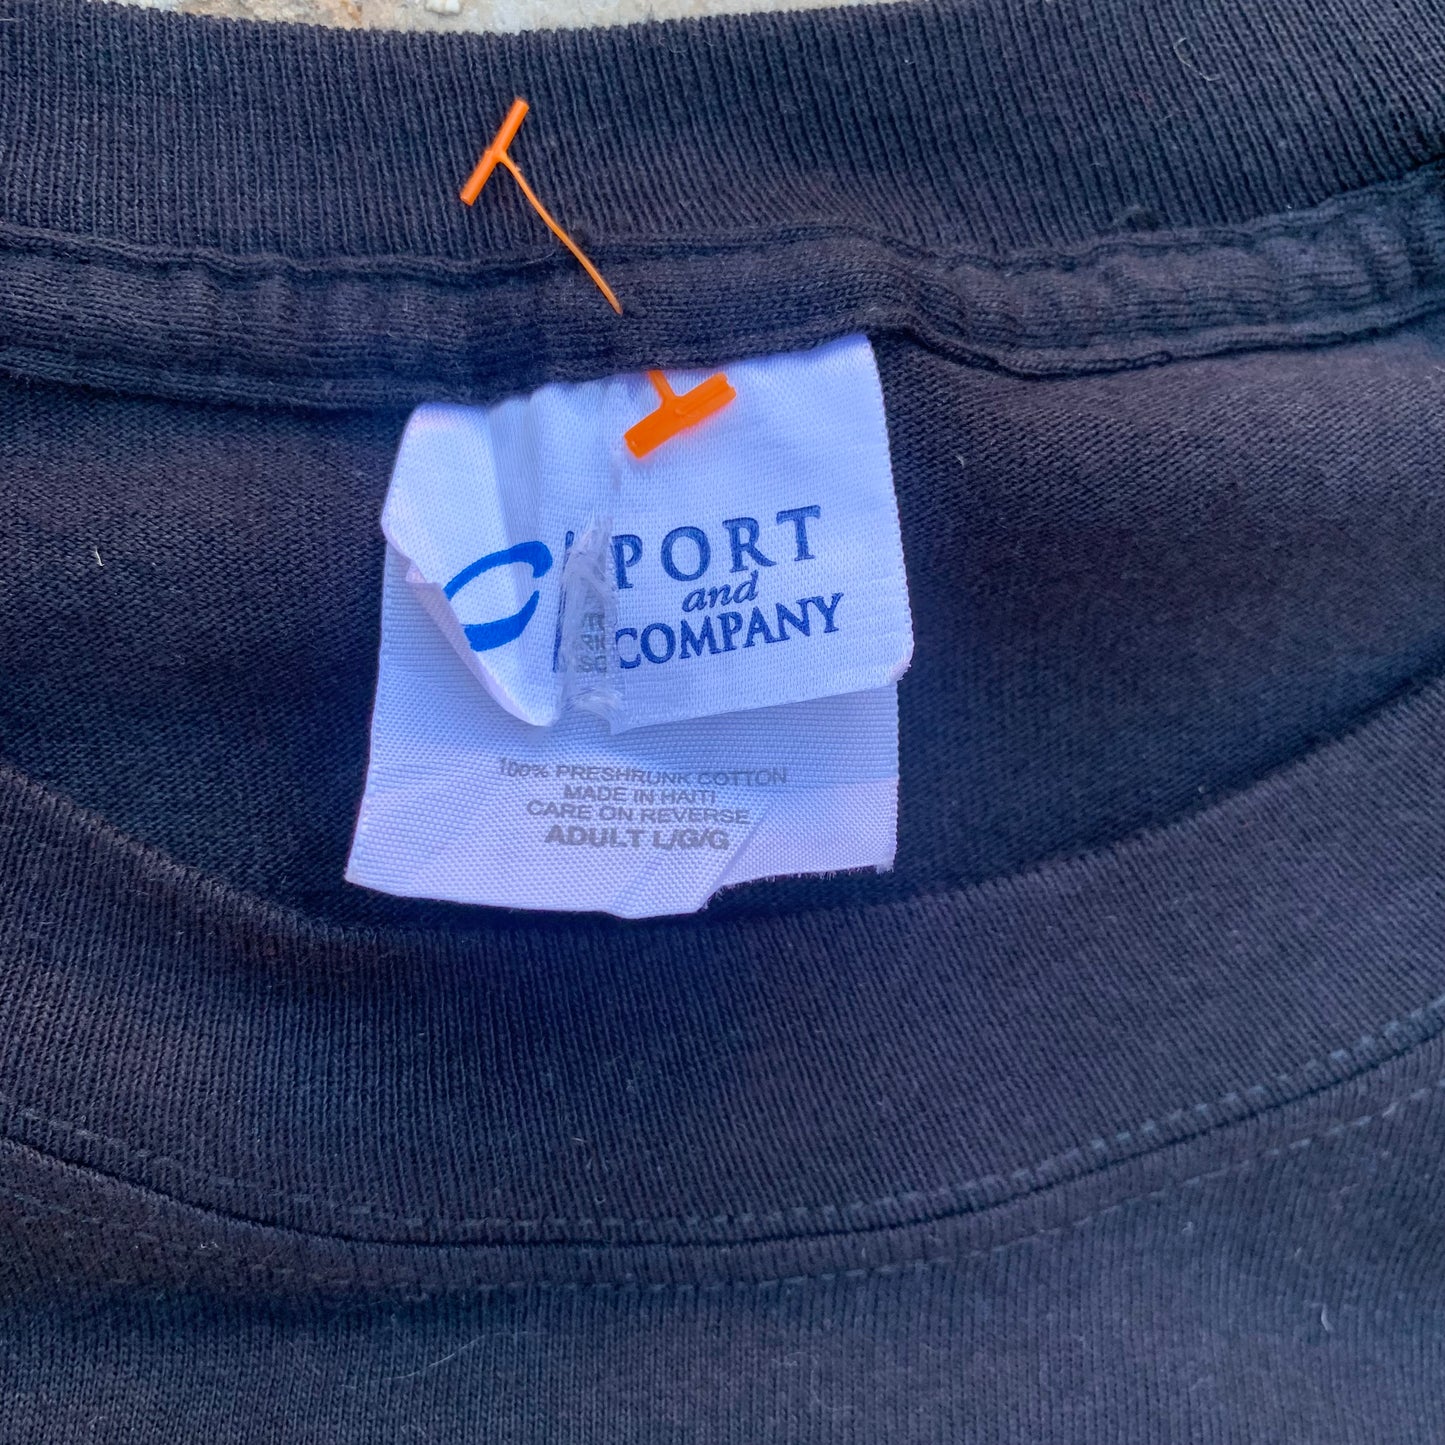 PORT
and
COMPANY
100% PRESHRUNK COTTON
MADE IN HAITI
CARE ON REVERSE
ADULT L/G/G